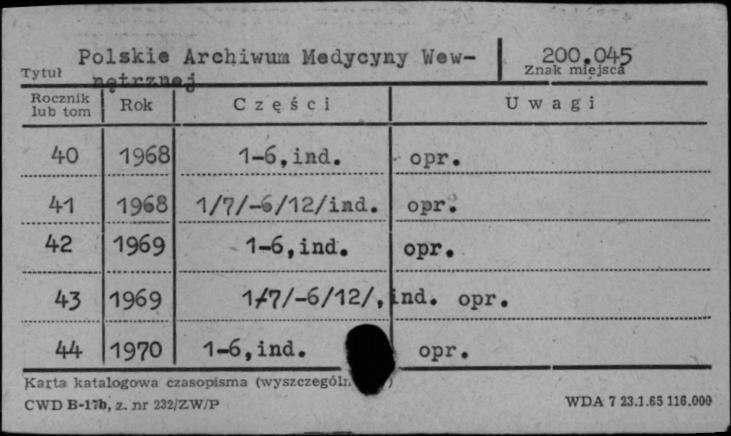 Polskie Archiwum Medycyny Wew-
Tytuł nętrznej
200.045
Znak miejsca
Rocznik lub tom Rok Części Uwagi
40 1968 1-6,ind. opr.
41 1968 1/7/-6/12/ind. opr.
42 1969 1-6,ind. opr.
43 1969 1/7/-6/12/,ind. opr.
44 1970 1-6,ind. opr.
Karta katalogowa czasopisma
CWD B-17b, z. nr 232/ZW/P
WDA 7 23.1.65 116.000